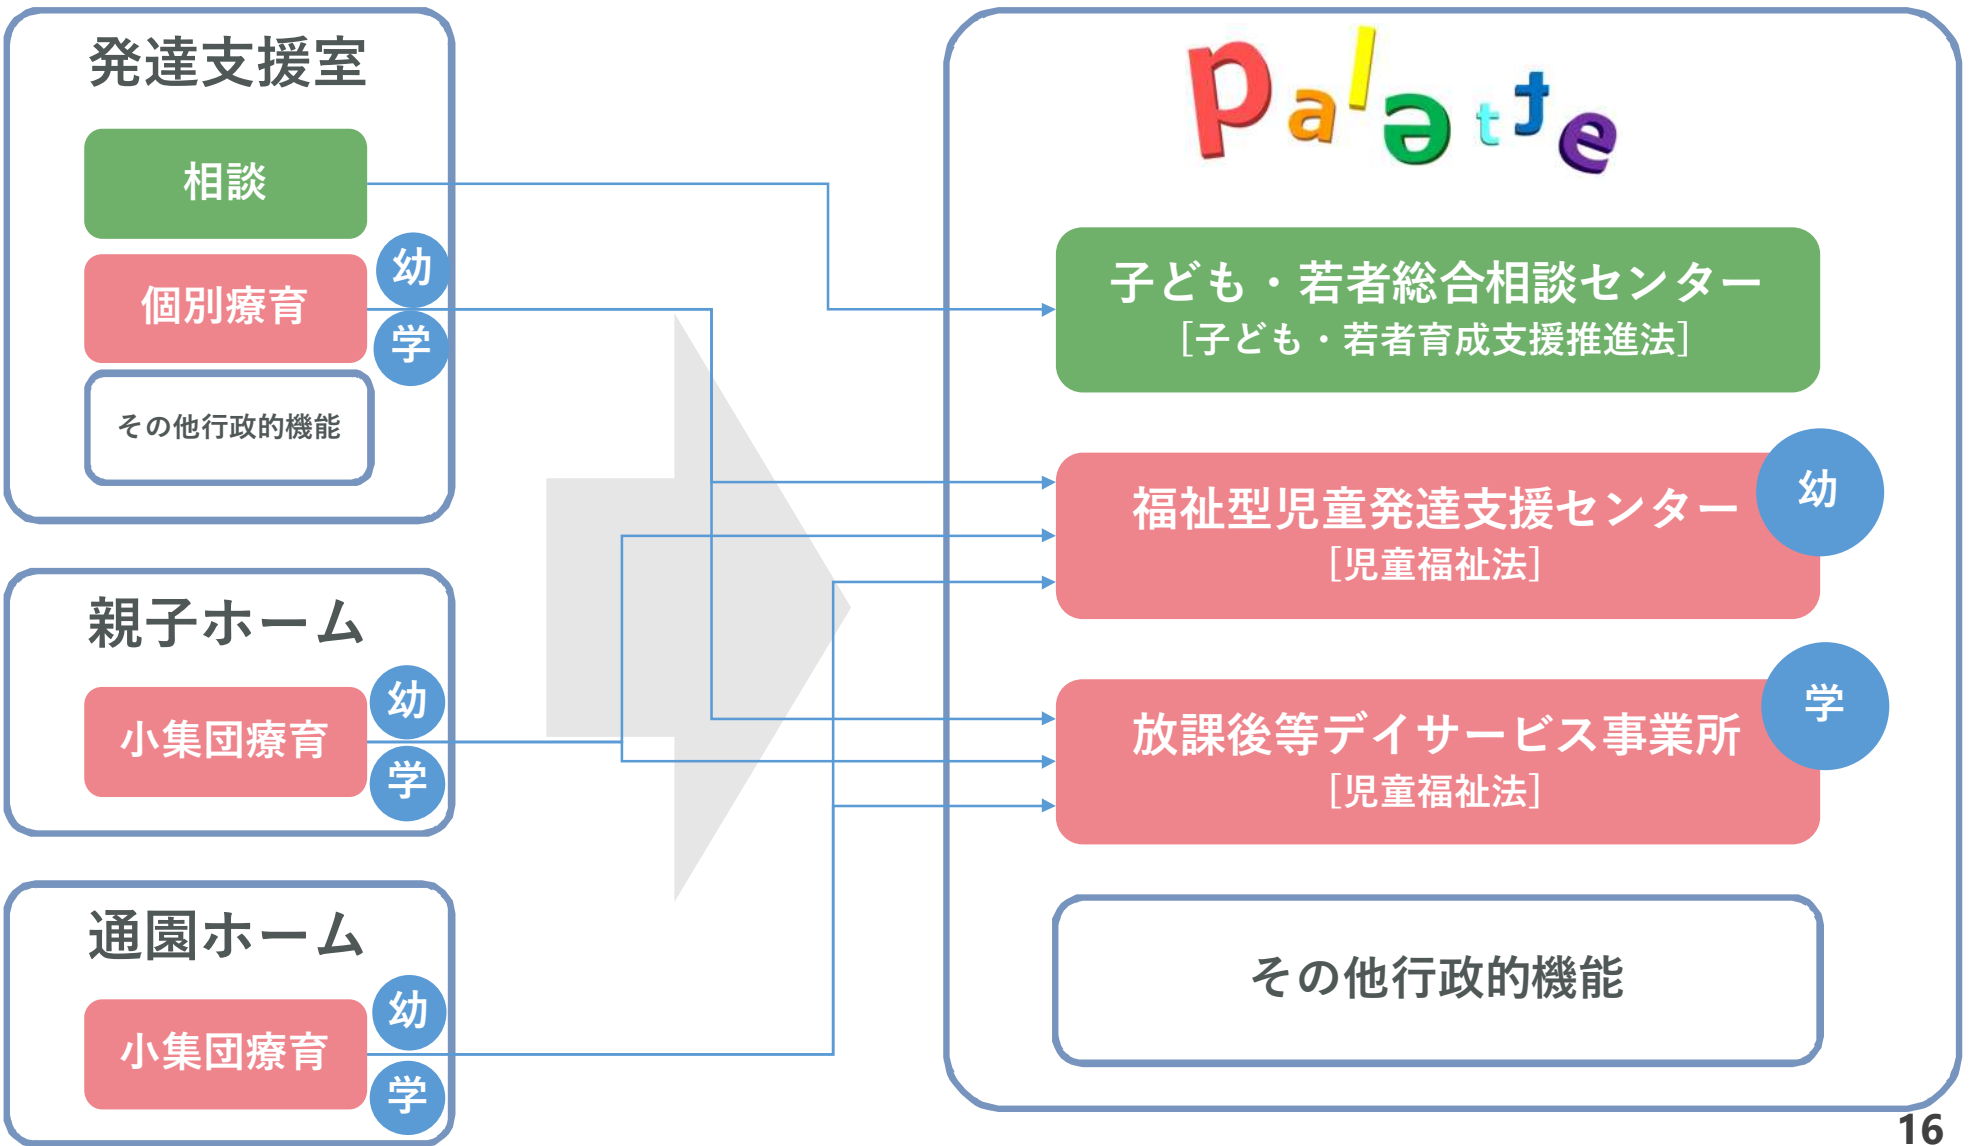 発達支援室
相談
個別療育
幼
学
その他行政的機能
親子ホーム
小集団療育
幼
学
通園ホーム
小集団療育
幼
学
palette
子ども・若者総合相談センター
［子ども・若者育成支援推進法］
福祉型児童発達支援センター
［児童福祉法］
幼
放課後等デイサービス事業所
［児童福祉法］
学
その他行政的機能
16